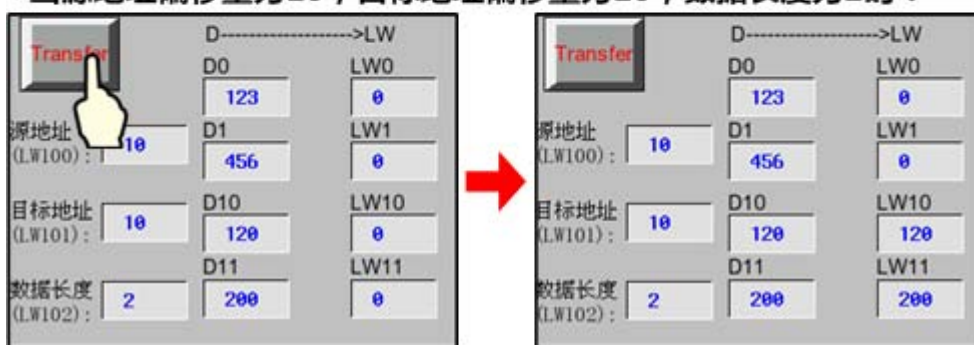 当源地址偏移量为10，目标地址偏移量为10，数据长度为2时：
Transfer
D------------------->LW
D0 LW0
123 0
源地址
(LW100): 10
D1 LW1
456 0
目标地址
(LW101): 10
D10 LW10
120 0
数据长度
(LW102): 2
D11 LW11
200 0
Transfer
D------------------->LW
D0 LW0
123 0
源地址
(LW100): 10
D1 LW1
456 0
目标地址
(LW101): 10
D10 LW10
120 120
数据长度
(LW102): 2
D11 LW11
200 200